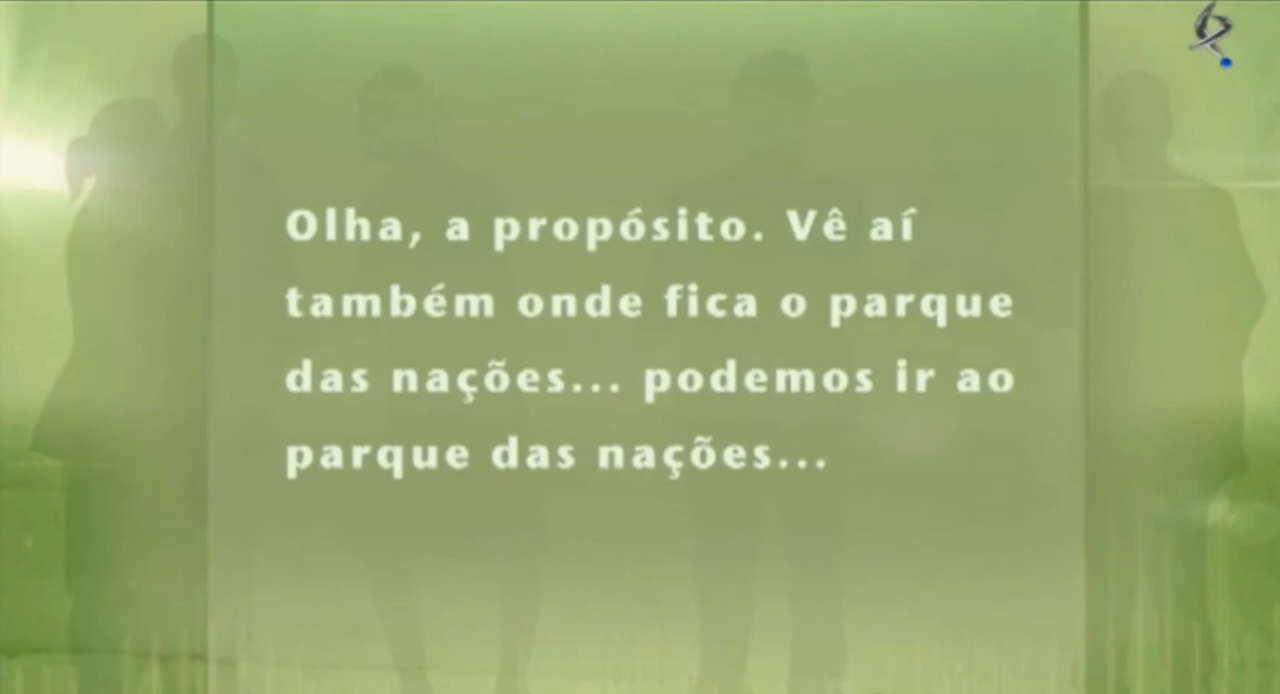 Olha, a propósito. Vê aí
também onde fica o parque
das nações... podemos ir ao
parque das nações...